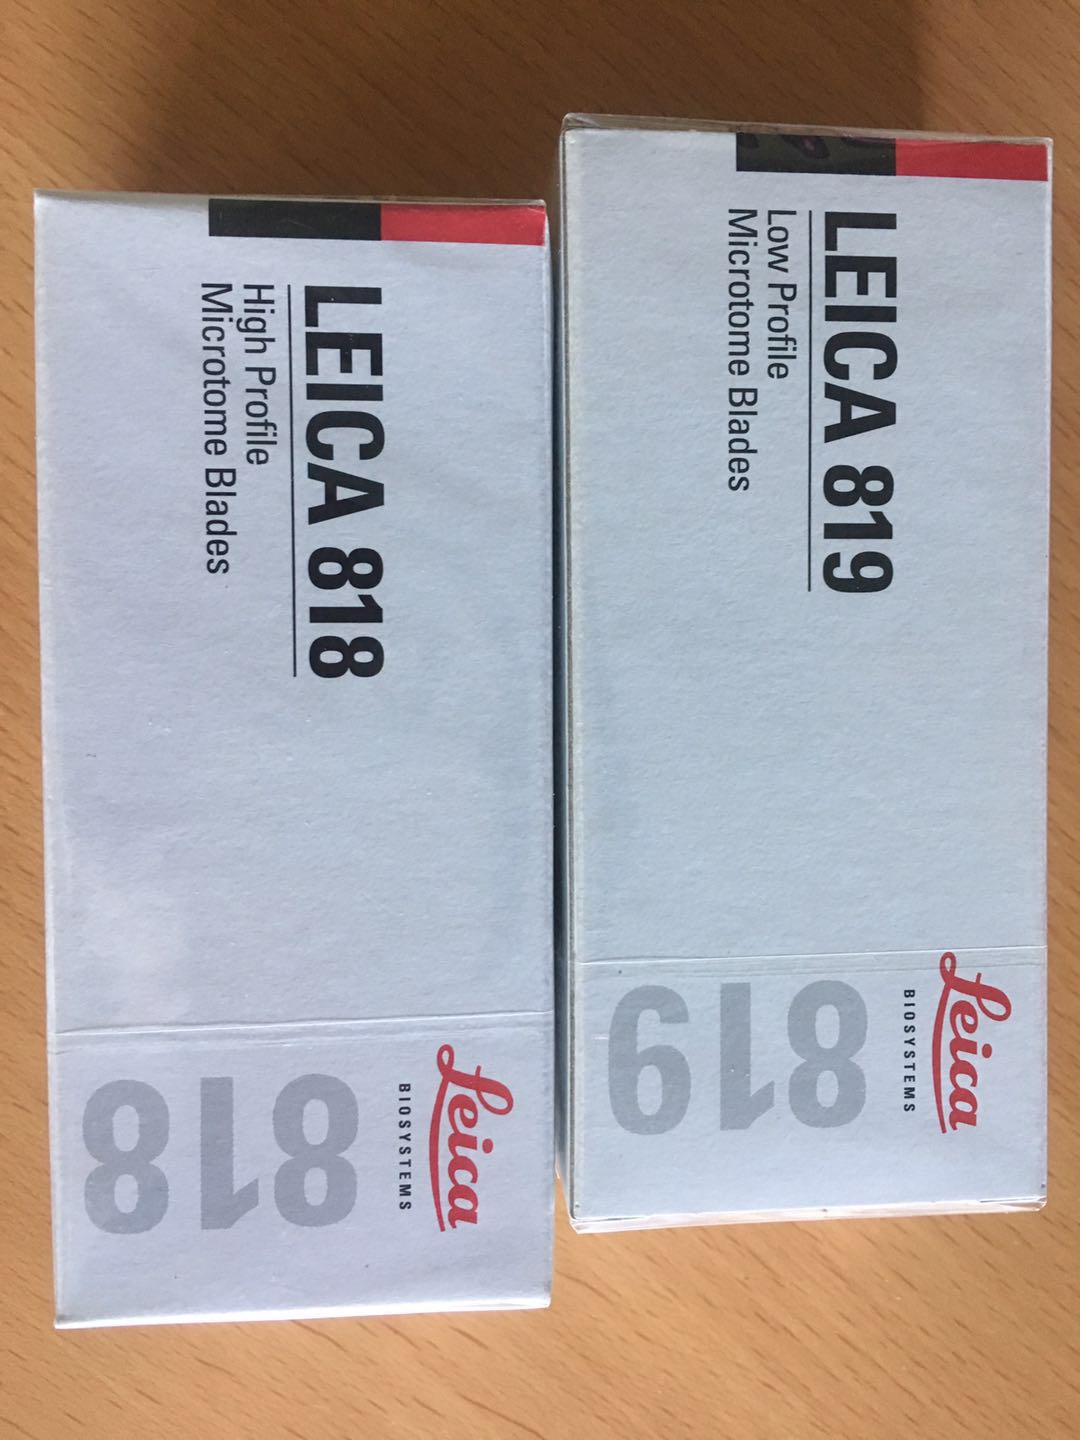 LEICA 818
High Profile
Microtome Blades
Leica
BIOSYSTEMS
818
LEICA 819
Low Profile
Microtome Blades
Leica
BIOSYSTEMS
819